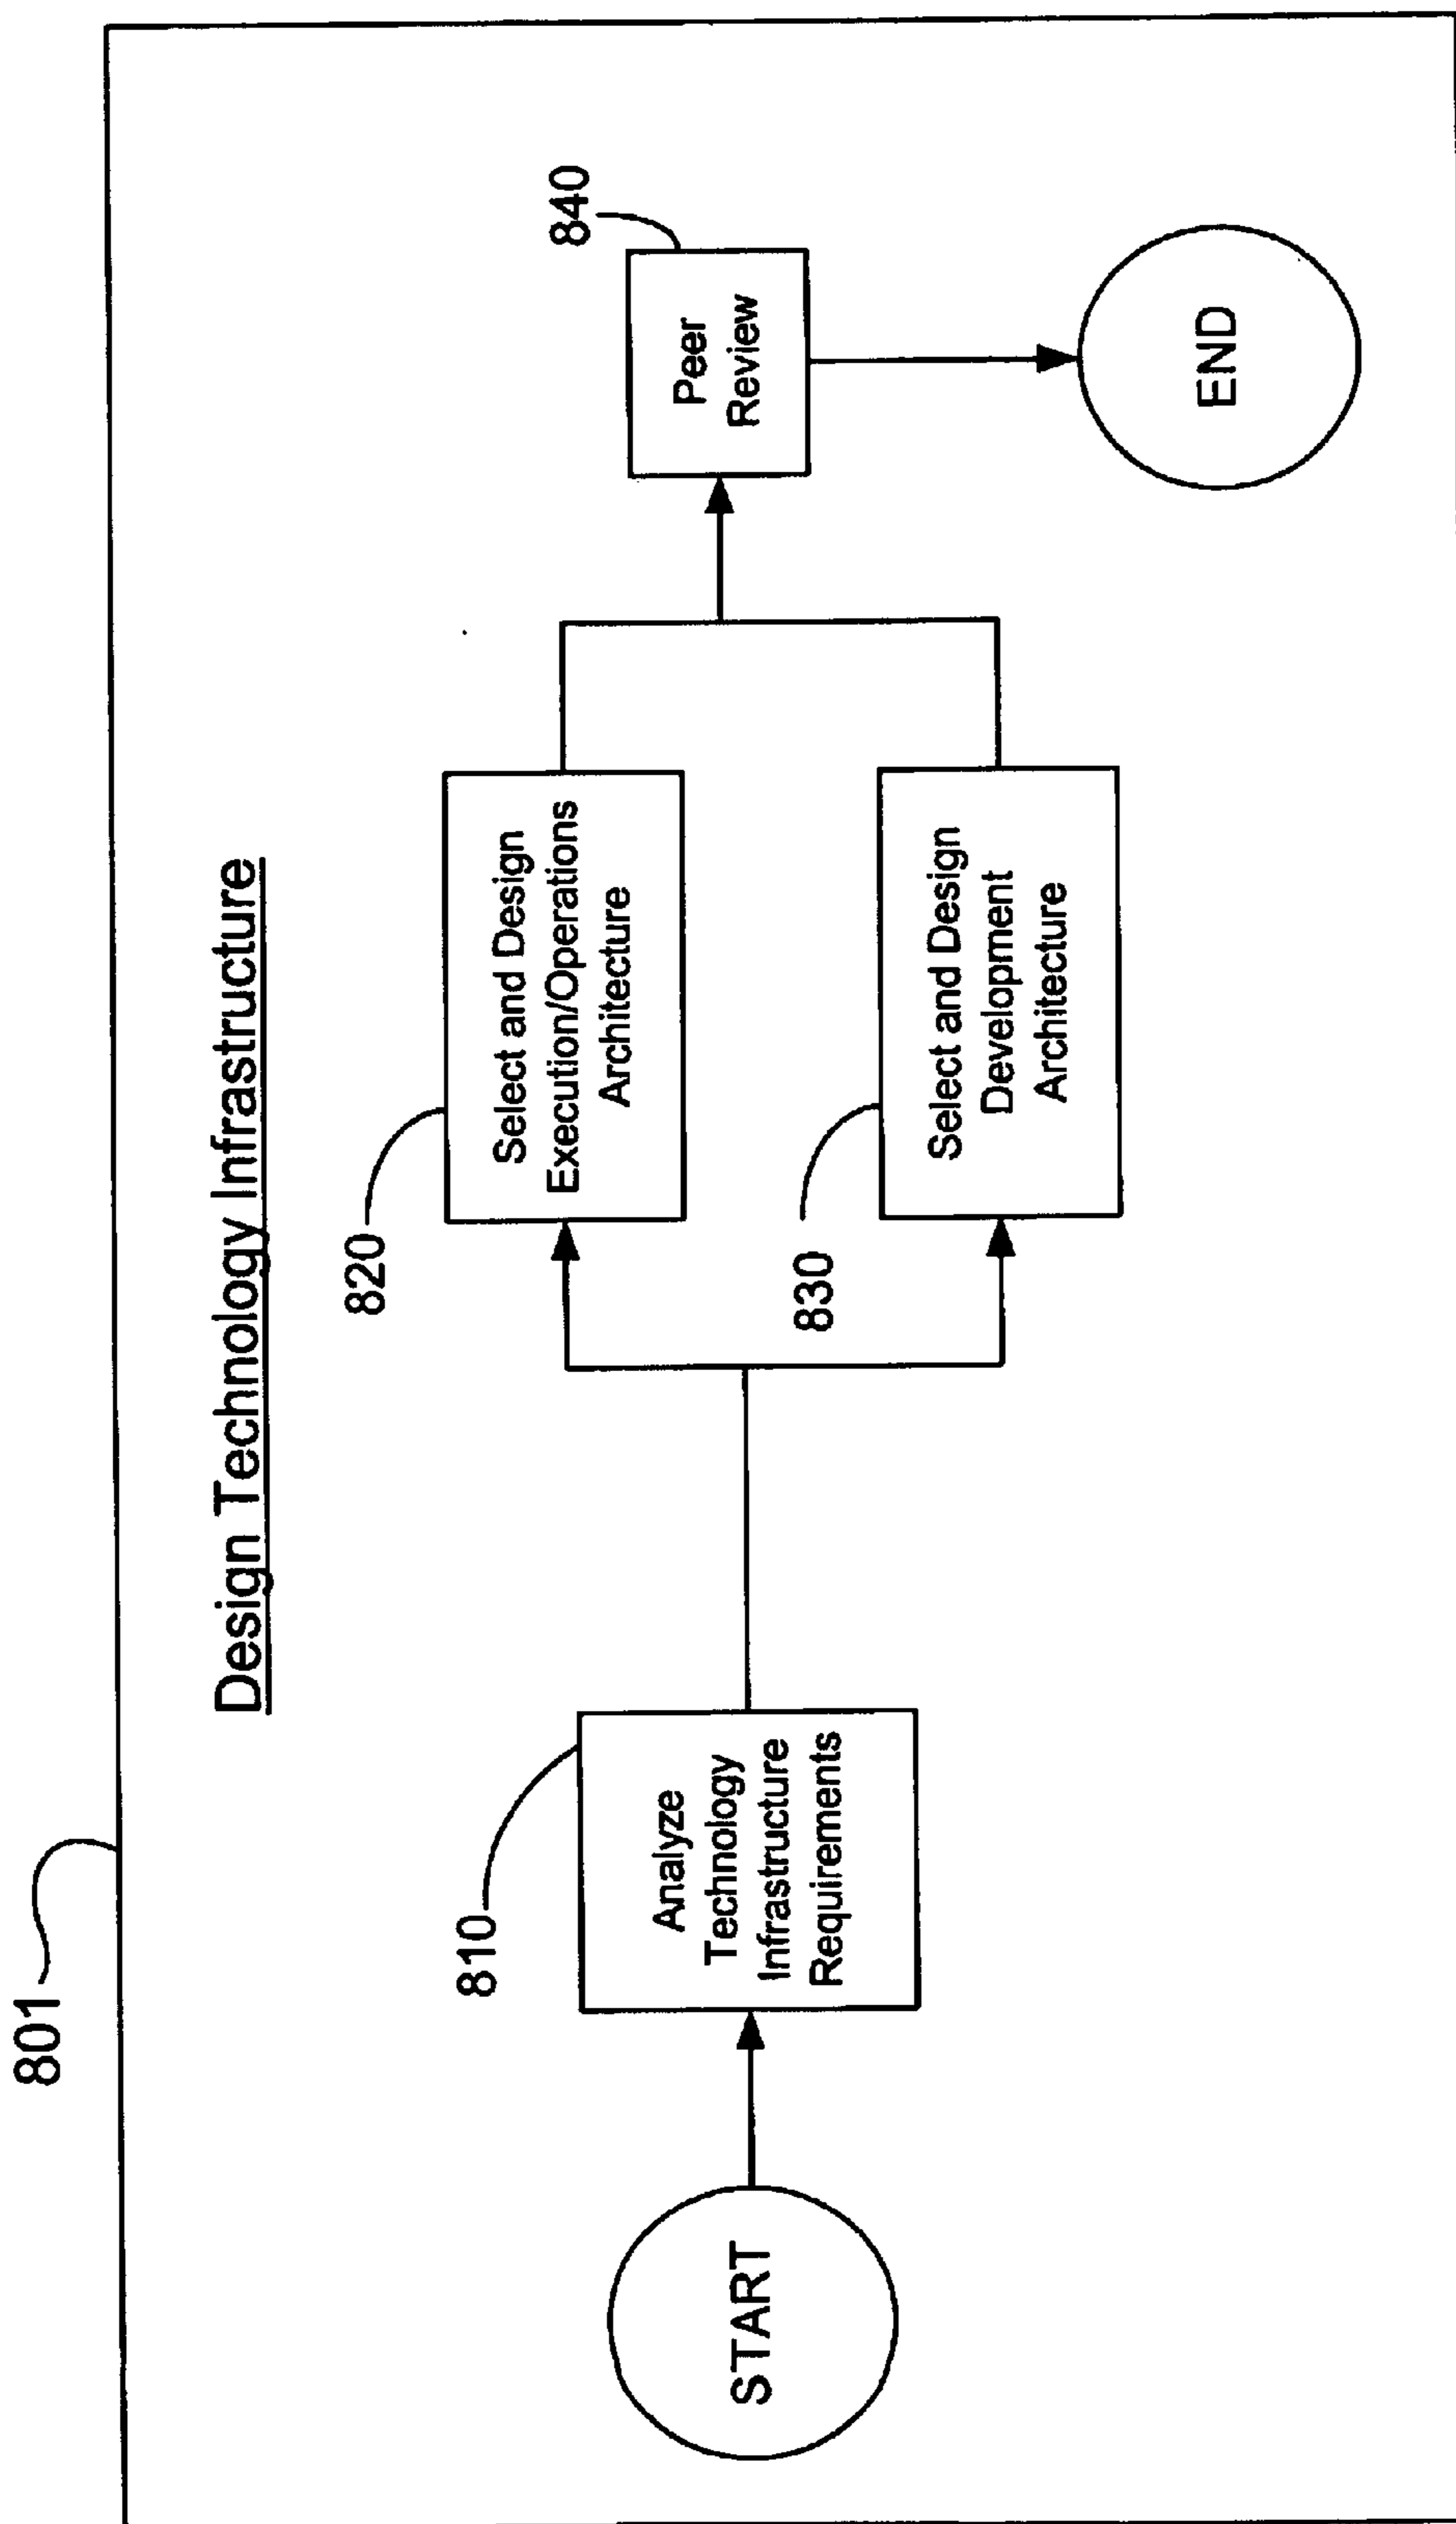 801
Design Technology Infrastructure
START
810
Analyze
Technology
Infrastructure
Requirements
820
Select and Design
Execution/Operations
Architecture
830
Select and Design
Development
Architecture
840
Peer
Review
END